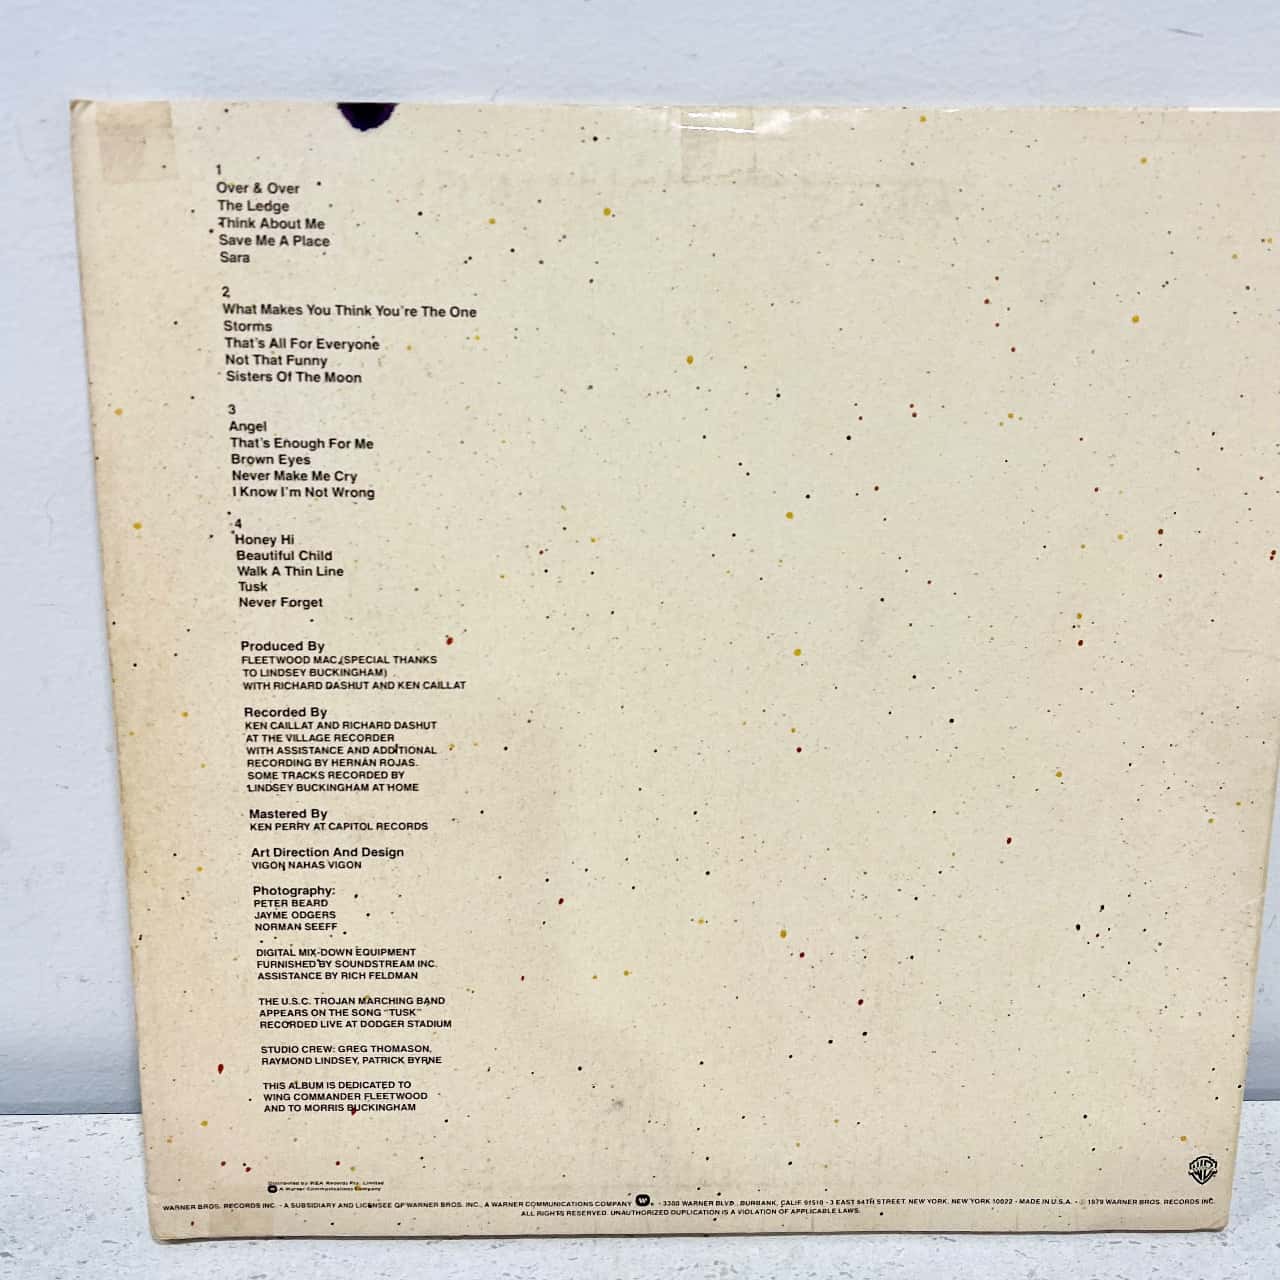 1
Over & Over
The Ledge
Think About Me
Save Me A Place
Sara
2
What Makes You Think You're The One
Storms
That's All For Everyone
Not That Funny
Sisters Of The Moon
3
Angel
That's Enough For Me
Brown Eyes
Never Make Me Cry
I Know I'm Not Wrong
4
Honey Hi
Beautiful Child
Walk A Thin Line
Tusk
Never Forget
Produced By
FLEETWOOD MAC (SPECIAL THANKS
TO LINDSEY BUCKINGHAM)
WITH RICHARD DASHUT AND KEN CAILLAT
Recorded By
KEN CAILLAT AND RICHARD DASHUT
AT THE VILLAGE RECORDER
WITH ASSISTANCE AND ADDITIONAL
RECORDING BY HERNÁN ROJAS.
SOME TRACKS RECORDED BY
LINDSEY BUCKINGHAM AT HOME
Mastered By
KEN PERRY AT CAPITOL RECORDS
Art Direction And Design
VIGON NAHAS VIGON
Photography:
PETER BEARD
JAYME ODGERS
NORMAN SEEFF
DIGITAL MIX-DOWN EQUIPMENT
FURNISHED BY SOUNDSTREAM INC.
ASSISTANCE BY RICH FELDMAN
THE U.S.C. TROJAN MARCHING BAND
APPEARS ON THE SONG "TUSK"
RECORDED LIVE AT DODGER STADIUM
STUDIO CREW: GREG THOMASON,
RAYMOND LINDSEY, PATRICK BYRNE
THIS ALBUM IS DEDICATED TO
WING COMMANDER FLEETWOOD
AND TO MORRIS BUCKINGHAM
Distributed by WEA Records Pty. Limited
A Warner Communications Company
WARNER BROS. RECORDS INC. - A SUBSIDIARY AND LICENSEE OF WARNER BROS. INC., A WARNER COMMUNICATIONS COMPANY - 3300 WARNER BLVD., BURBANK, CALIF. 91510 - 3 EAST 54TH STREET, NEW YORK, NEW YORK 10022 - MADE IN U.S.A. - © 1979 WARNER BROS. RECORDS INC.
ALL RIGHTS RESERVED. UNAUTHORIZED DUPLICATION IS A VIOLATION OF APPLICABLE LAWS.